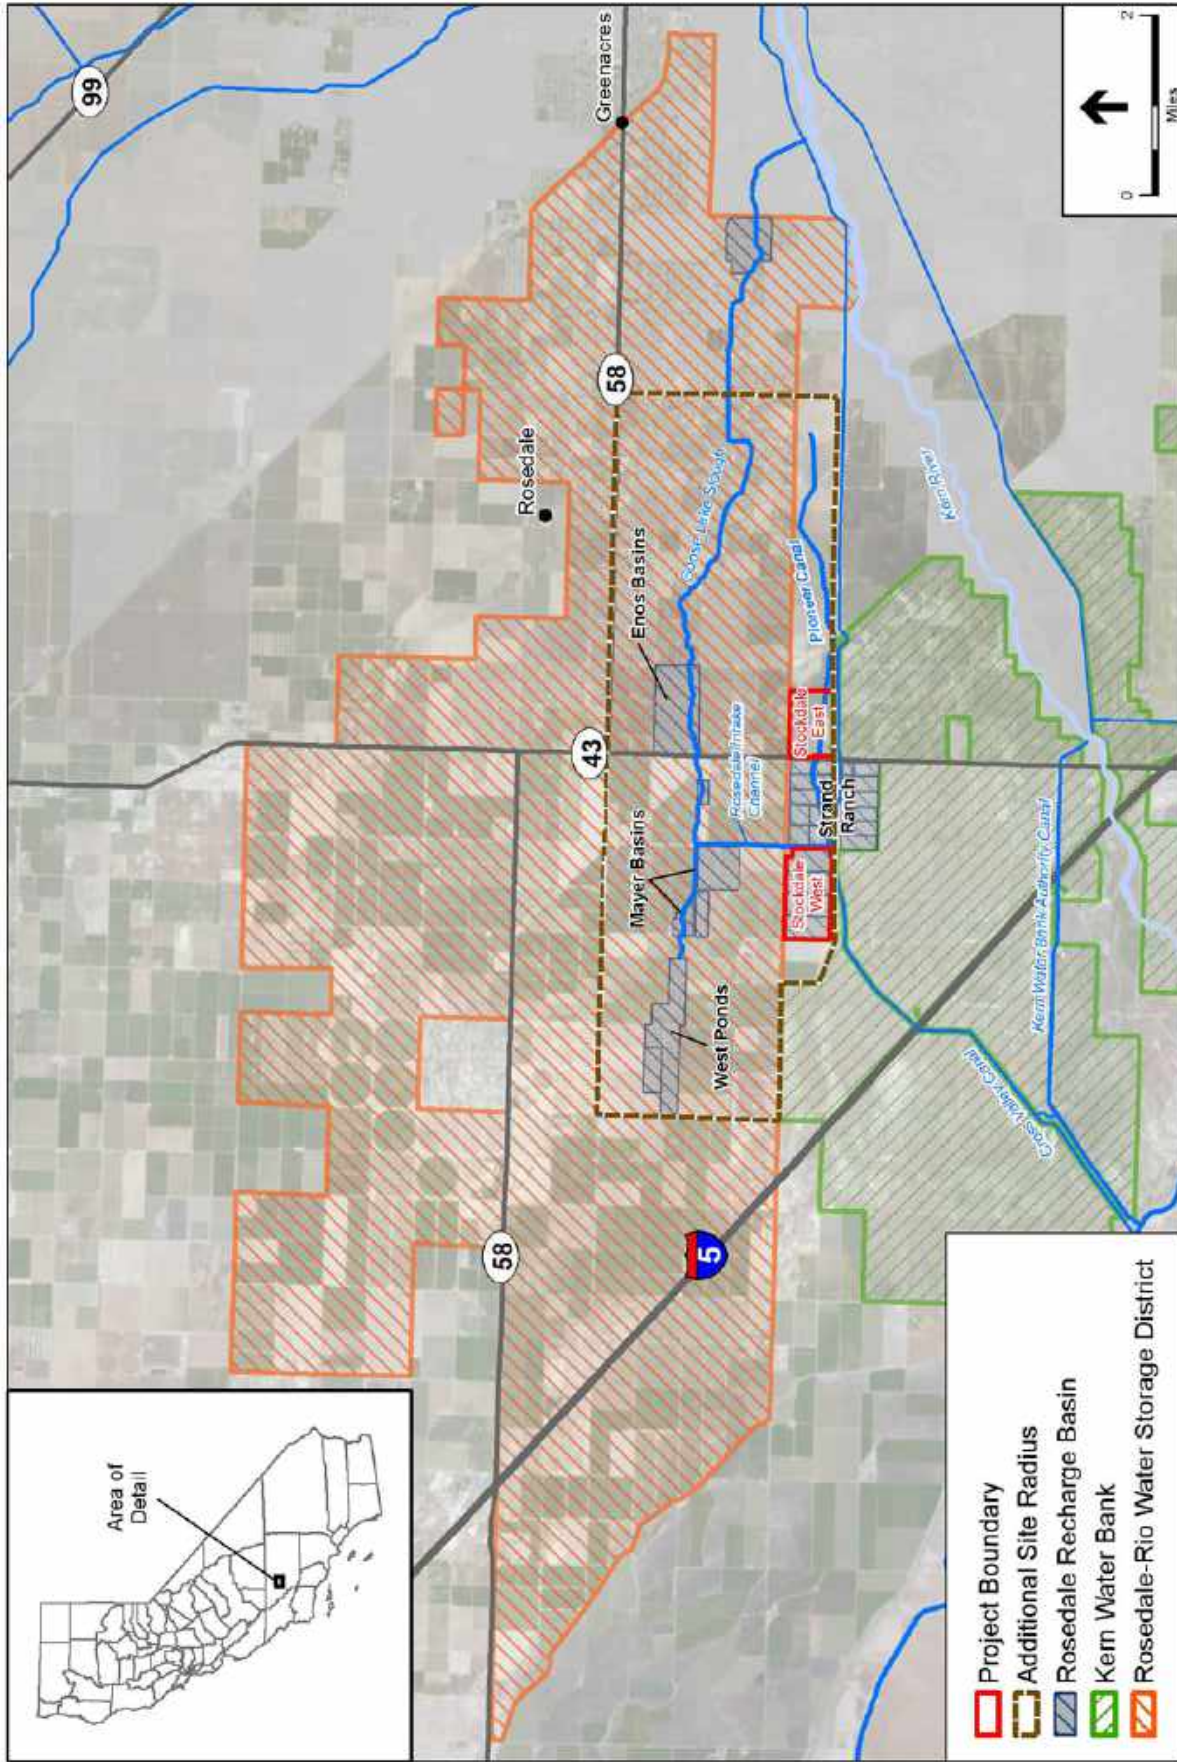 Area of
Detail
99
Greenacres
58
Rosedale
43
Enos Basins
Goose Lake Slough
Mayer Basins
Rosedale Intake
Channel
Pioneer Canal
Stockdale
East
Stockdale
West
Strand
Ranch
West Ponds
58
5
Kern River
Kern Water Bank Authority Canal
Cross Valley Canal
0
2
Miles
Project Boundary
Additional Site Radius
Rosedale Recharge Basin
Kern Water Bank
Rosedale-Rio Water Storage District